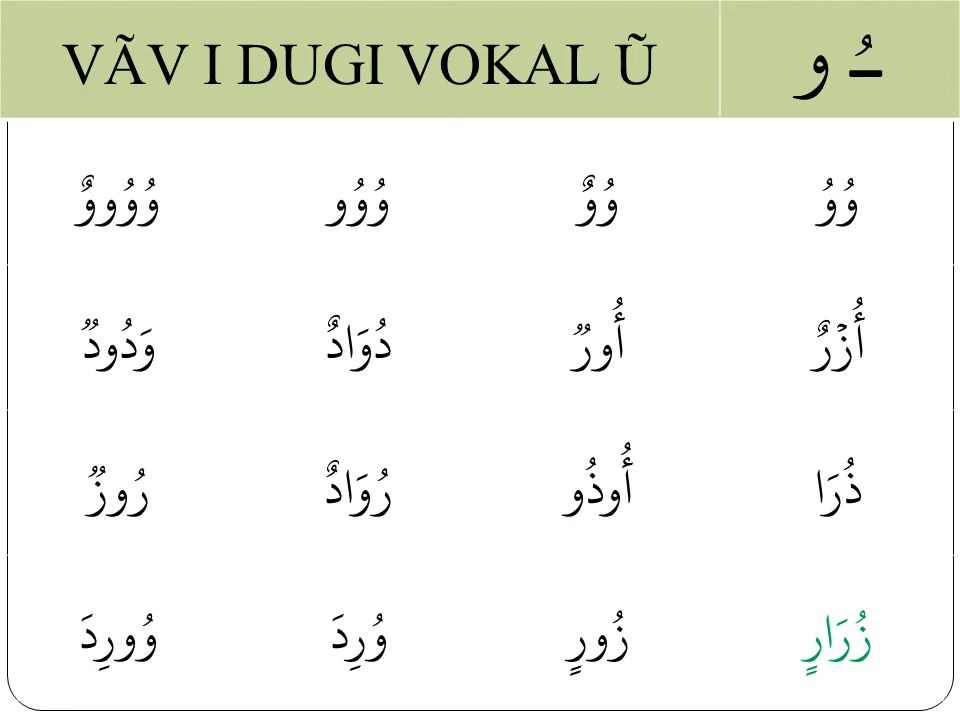 VÃV I DUGI VOKAL Ũ ـُ و
وُوُ وُوٌ وُوُو وُوُووٌ
أُزْرٌ أُورٌ دُوَادٌ وَدُودٌ
ذُرَا أُوذُو رُوَادٌ رُوزٌ
زُرَارٍ زُورٍ وُرِدَ وُورِدَ